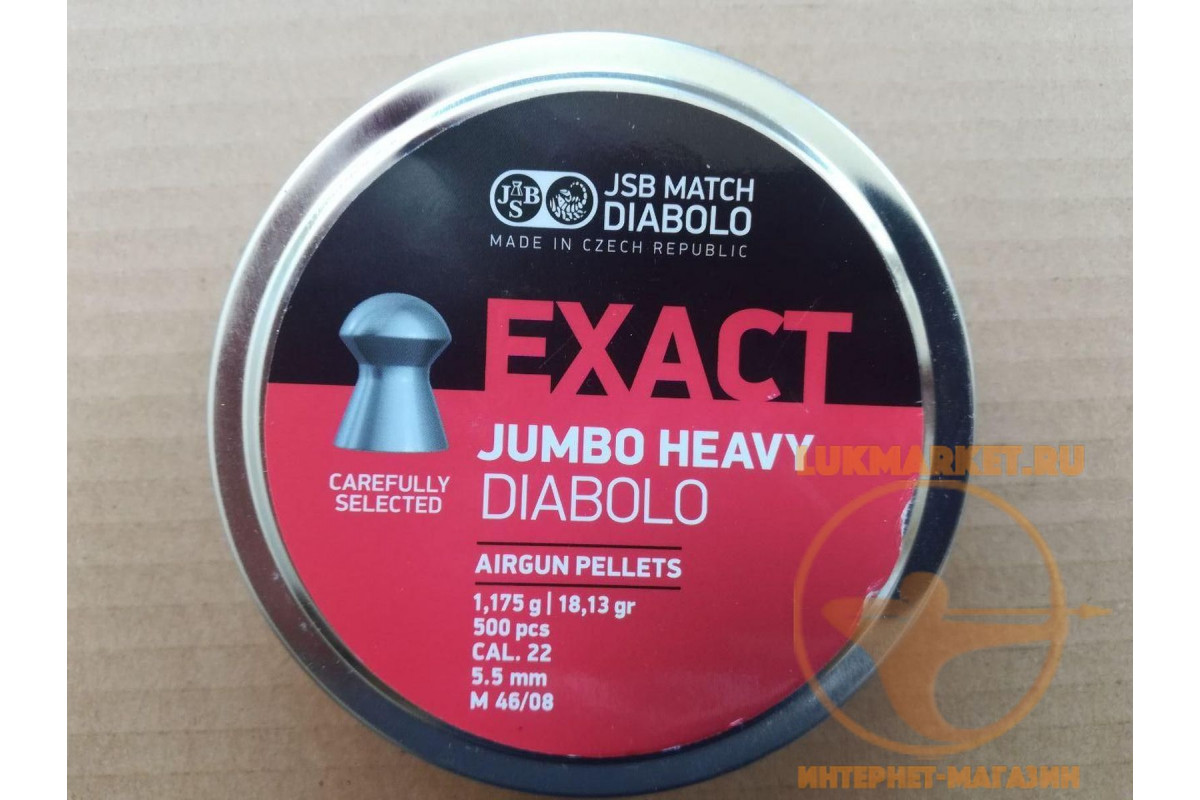 JSB
JSB MATCH
DIABOLO
MADE IN CZECH REPUBLIC
EXACT
JUMBO HEAVY
DIABOLO
CAREFULLY
SELECTED
AIRGUN PELLETS
1,175 g | 18,13 gr
500 pcs
CAL. 22
5.5 mm
M 46/08
LUKMARKET.RU
ИНТЕРНЕТ-МАГАЗИН